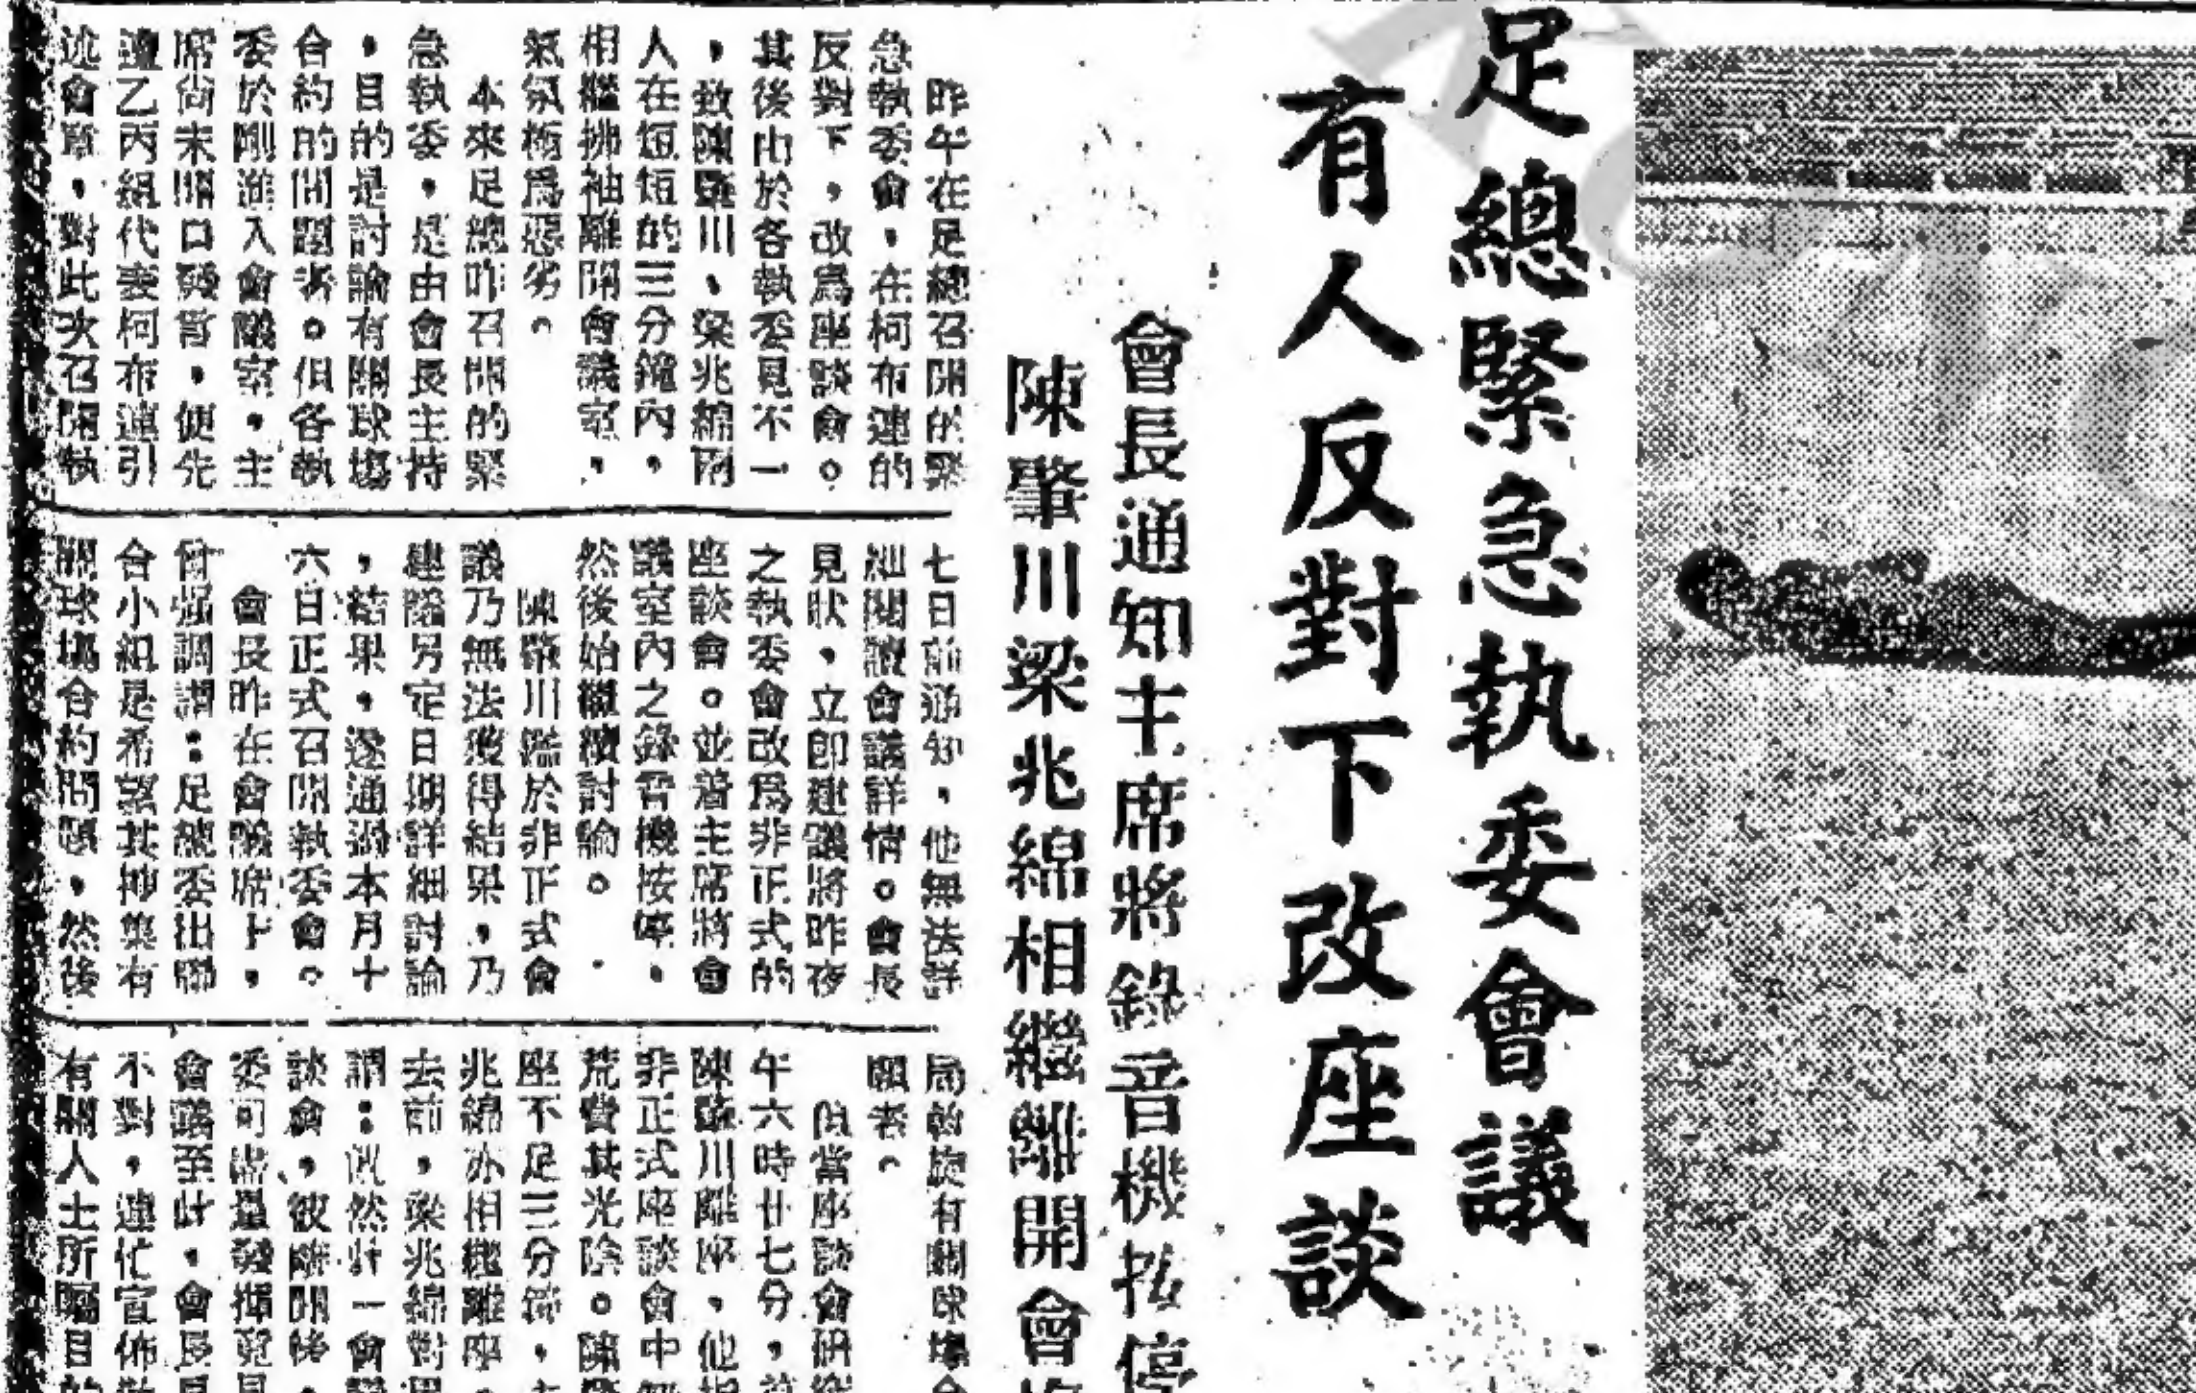 足總緊急執委會議
有人反對下改座談
會長通知主席將錄音機按停
陳肇川梁兆綿相繼離開會
昨午在足總召開的緊
急執委會，在柯布連的
反對下，改爲座談會。
其後由於各執委見不一
，致陳肇川、梁兆綿兩
人在短短的三分鐘內，
相繼拂袖離開會議室，
氣氛極爲惡劣。
本來足總昨召開的緊
急執委，是由會長主持
，目的是討論有關球場
合約的問題者。但各執
委於剛進入會議室，主
席尚未開口發言，便先
遭乙丙組代表柯布連引
述會章，對此次召開執
七日前通知，他無法詳
細閱讀會議詳情。會長
見狀，立即建議將昨夜
之執委會改爲非正式的
座談會。並着主席將會
議室內之錄音機按停，
然後始繼續討論。
陳肇川鑑於非正式會
議乃無法獲得結果，乃
建議另定日期詳細討論
，結果，遂通過本月十
六日正式召開執委會。
會長昨在會議席上，
曾强調謂：足總委出聯
合小組是希望其搜集有
關球塲合約問題，然後
局斡旋有關球塲合
願者。
但當座談會研
午六時廿七分，
陳肇川離座，他
非正式座談會中
荒費其光陰。陳
座不足三分鐘，
兆綿亦相繼離座，
去前，梁兆綿對
謂：既然此一會議
談會，彼離開後，
委可盡量發揮意見
會議至此，會長見
不對，連忙宣佈
有關人士所矚目的